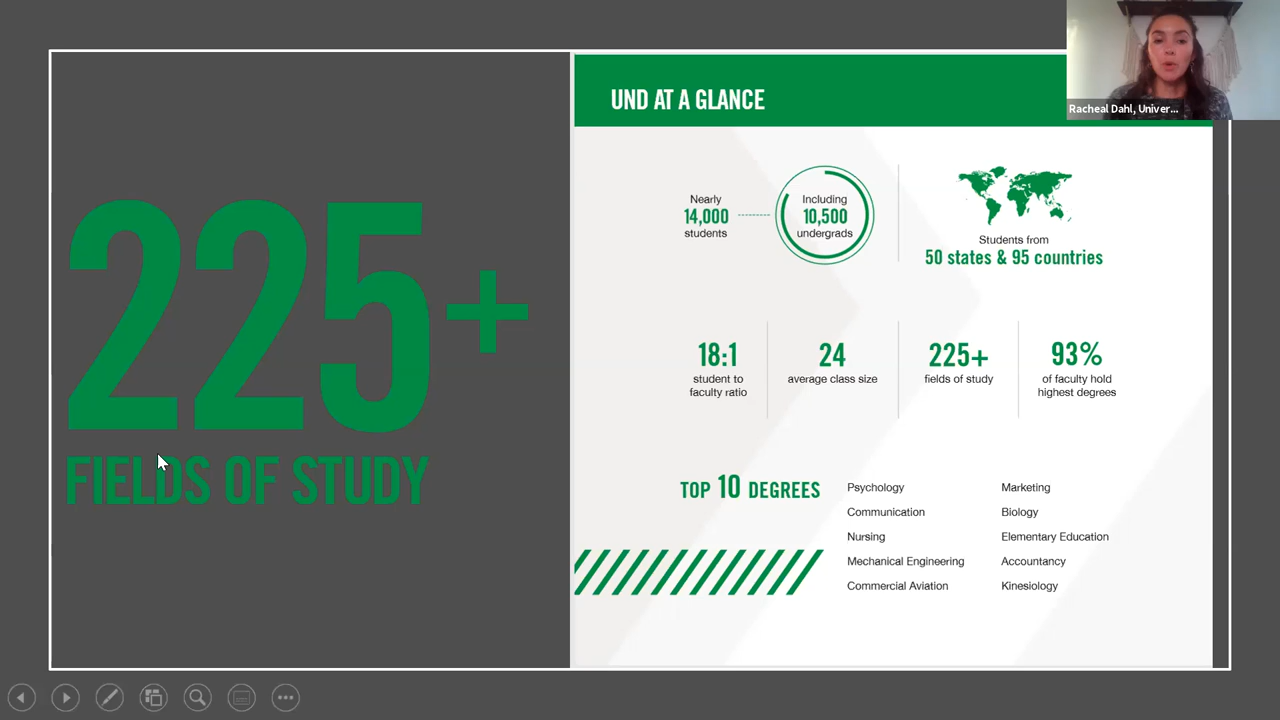 225+
FIELDS OF STUDY
UND AT A GLANCE
Racheal Dahl, Univer...
Nearly
14,000
students
Including
10,500
undergrads
Students from
50 states & 95 countries
18:1
student to
faculty ratio
24
average class size
225+
fields of study
93%
of faculty hold
highest degrees
TOP 10 DEGREES
Psychology
Communication
Nursing
Mechanical Engineering
Commercial Aviation
Marketing
Biology
Elementary Education
Accountancy
Kinesiology